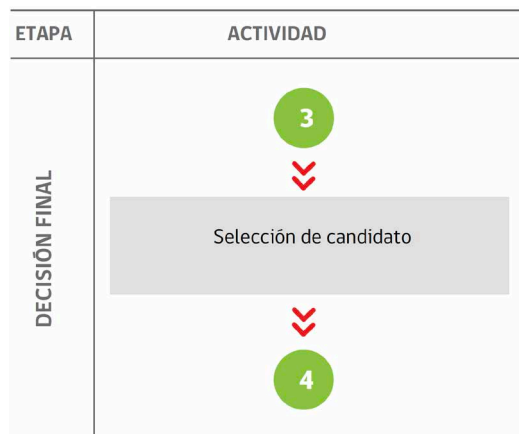 ETAPA ACTIVIDAD
DECISIÓN FINAL
3
Selección de candidato
4